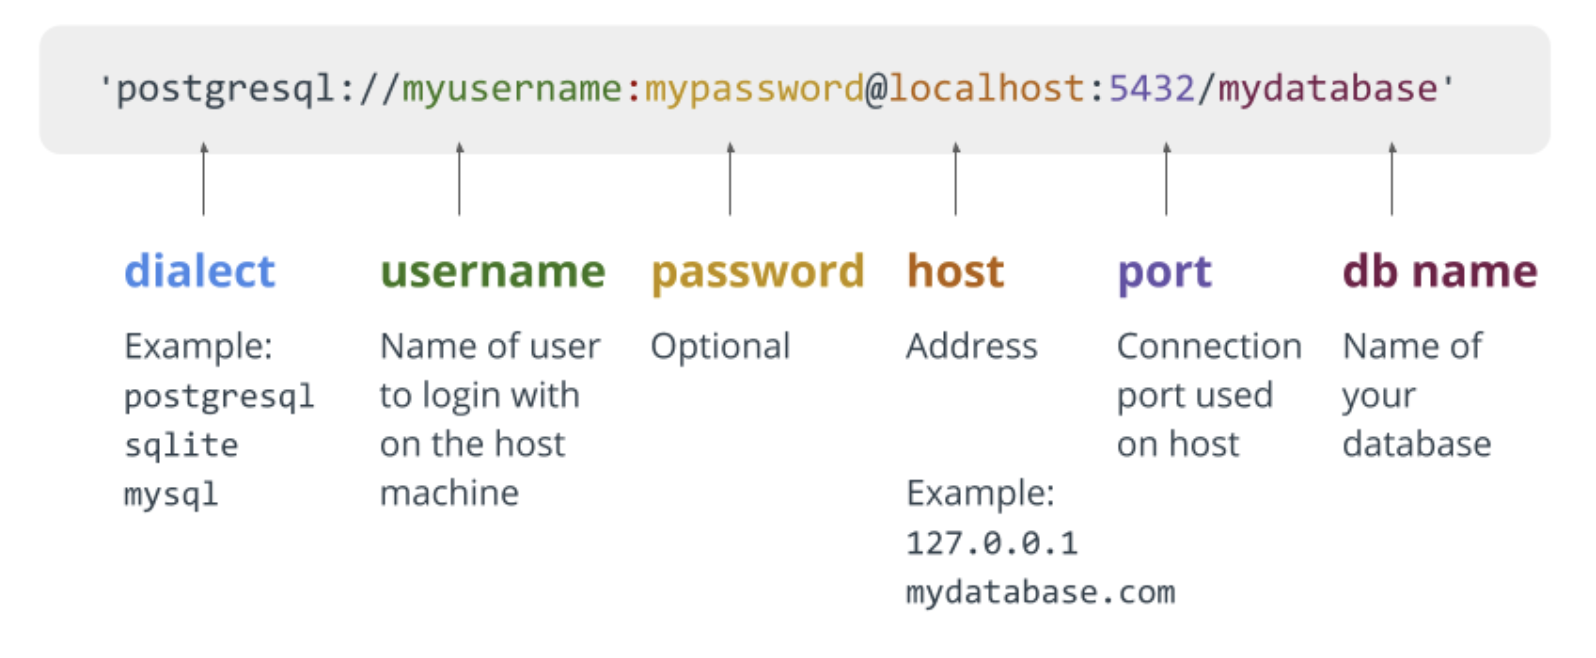 'postgresql://myusername:mypassword@localhost:5432/mydatabase'
dialect
Example:
postgresql
sqlite
mysql
username
Name of user
to login with
on the host
machine
password
Optional
host
Address
Example:
127.0.0.1
mydatabase.com
port
Connection
port used
on host
db name
Name of
your
database